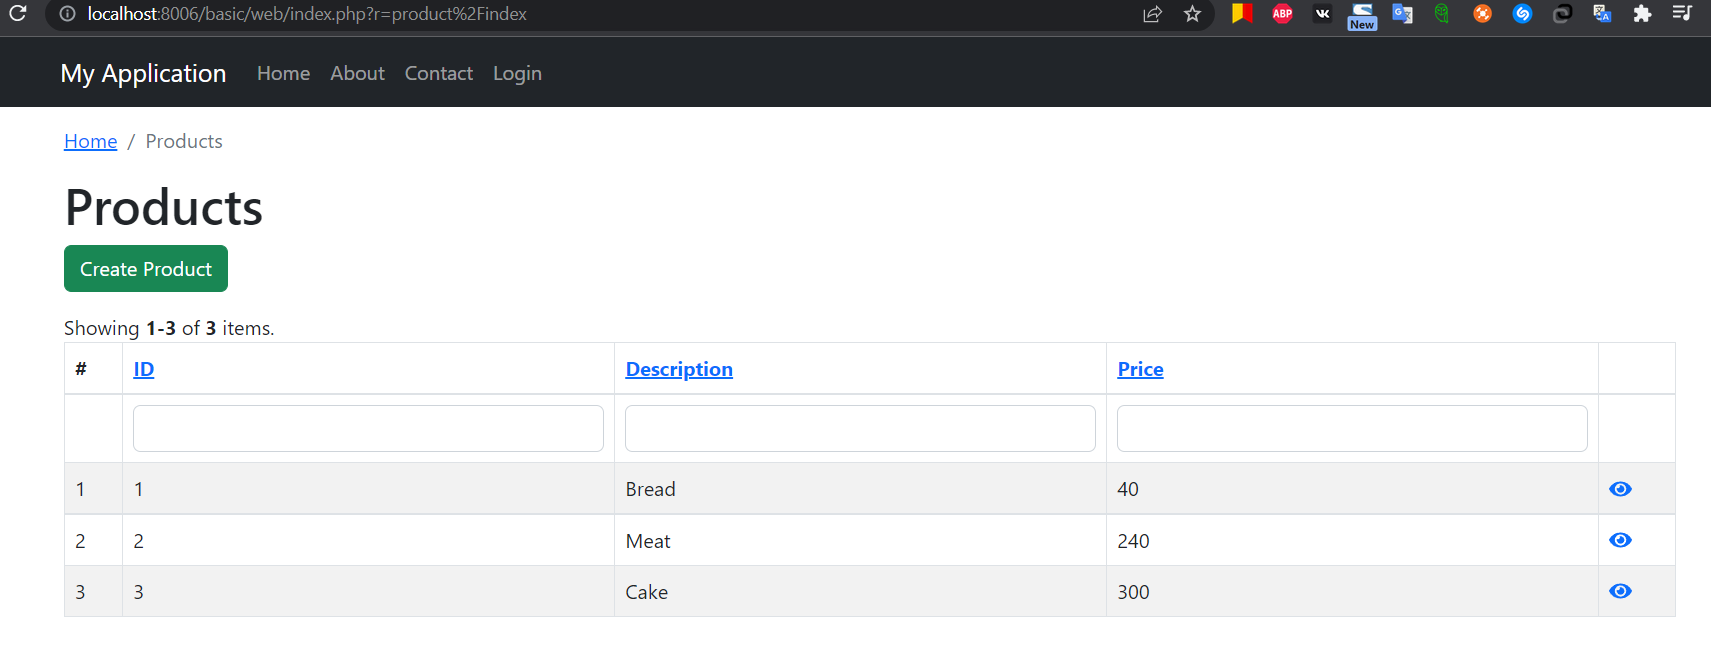 localhost:8006/basic/web/index.php?r=product%2Findex
ABP
New
My Application Home About Contact Login
Home / Products
Products
Create Product
Showing 1-3 of 3 items.
# ID Description Price
1 1 Bread 40
2 2 Meat 240
3 3 Cake 300